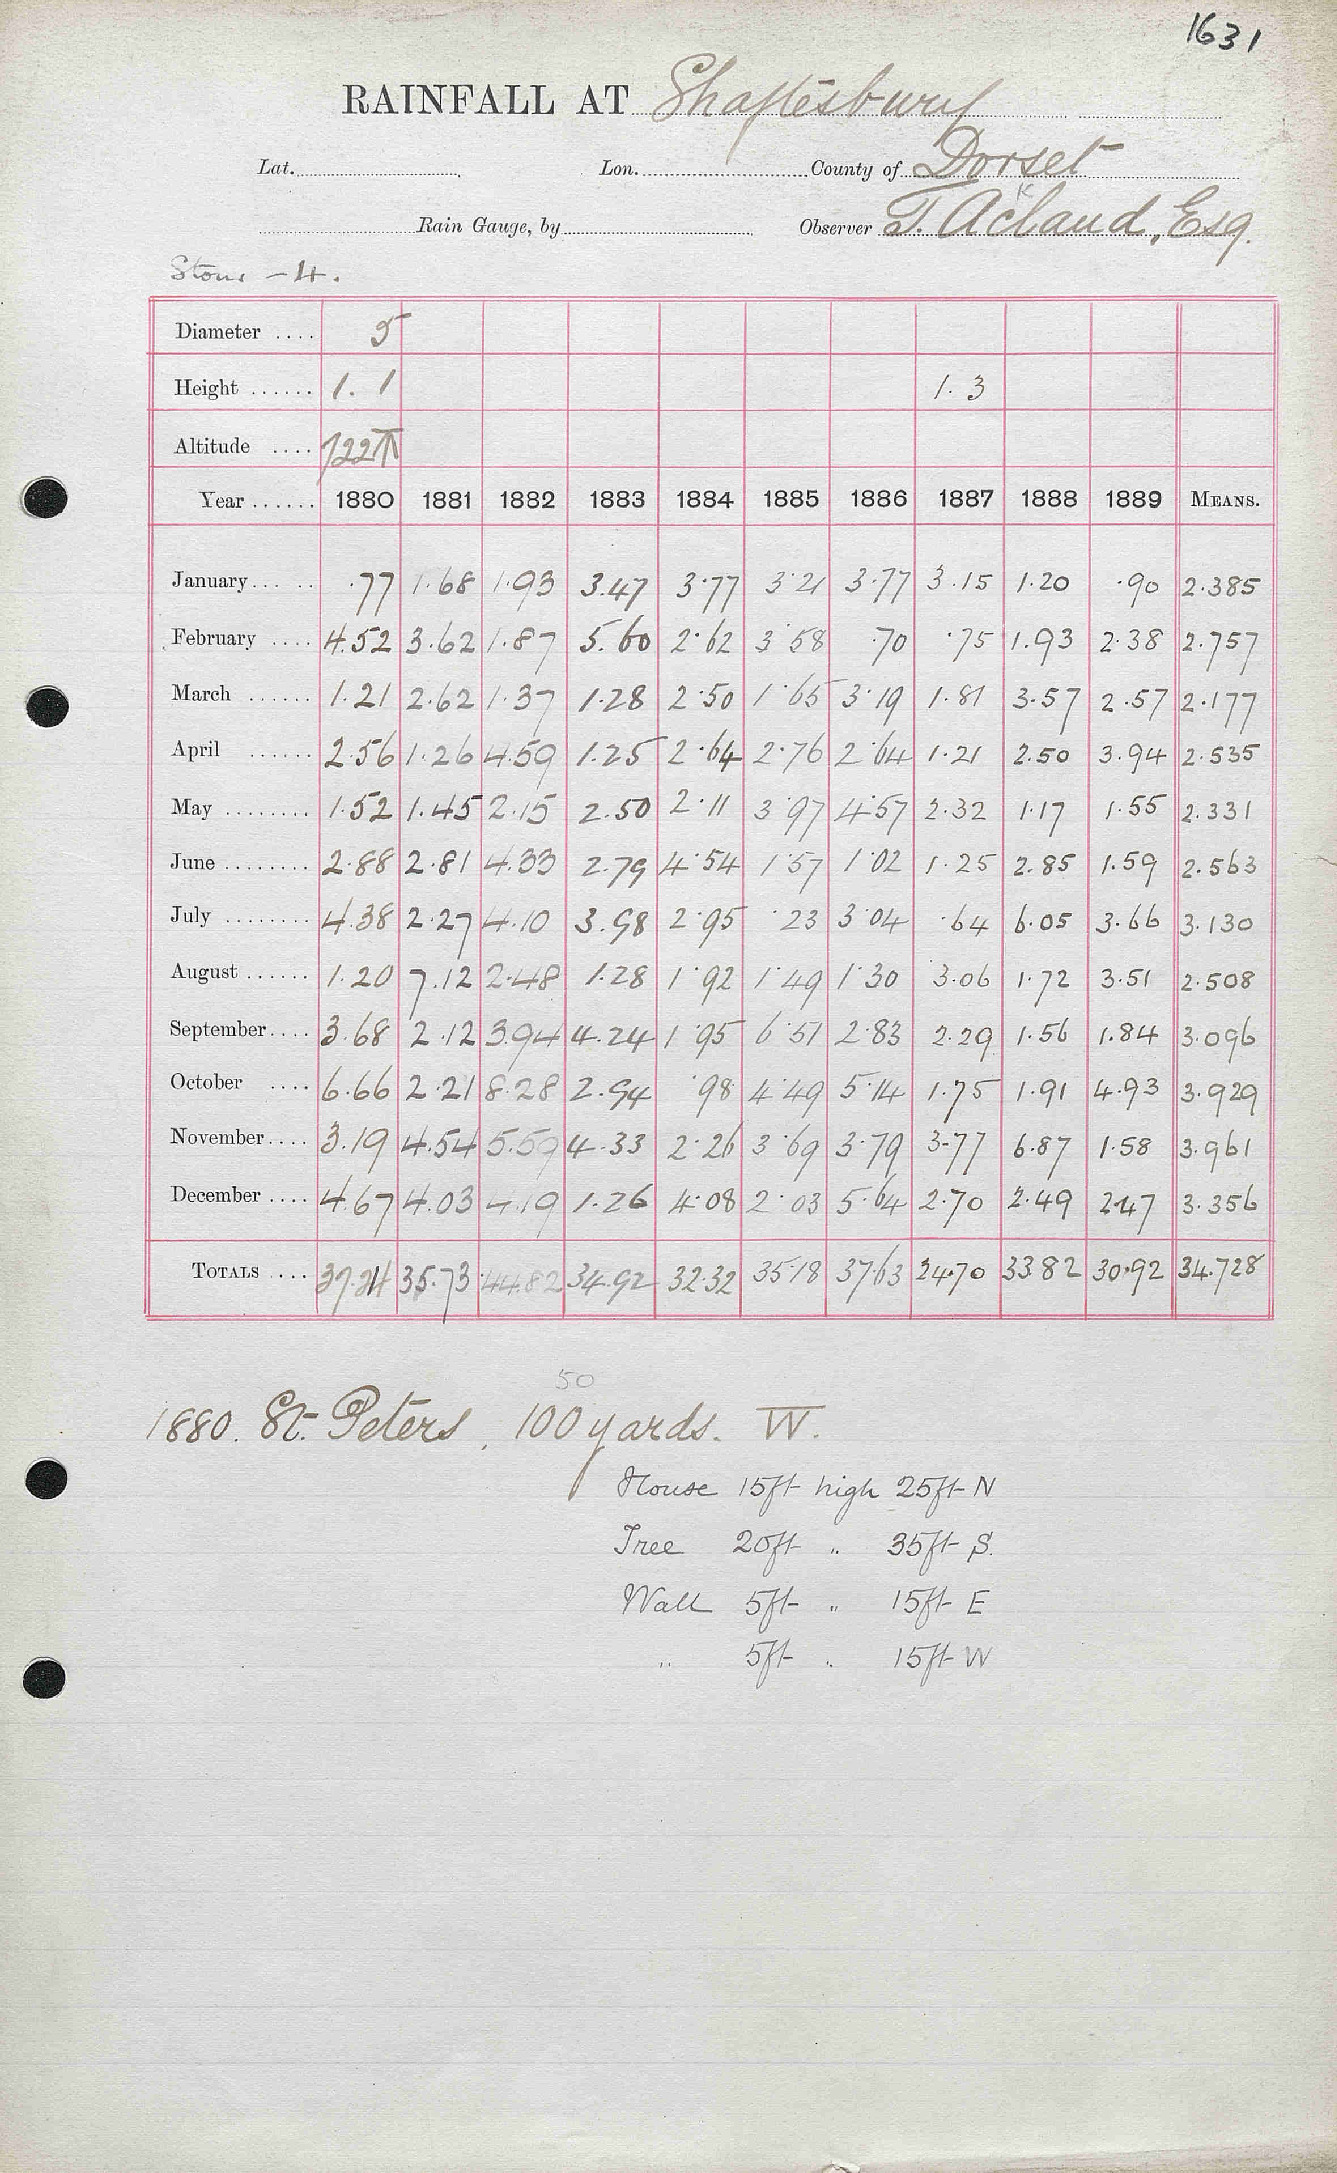 1631
RAINFALL AT Shaftesbury
Lat. Lon. County of Dorset
Rain Gauge, by Observer T. Acland, Esq.
Stour - 4.
Diameter .... 5
Height ...... 1. 1 1. 3
Altitude .... 722
Year ...... 1880 1881 1882 1883 1884 1885 1886 1887 1888 1889 MEANS.
January ... .. .77 1.68 1.93 3.47 3.77 3.21 3.77 3.15 1.20 .90 2.385
February .... 4.52 3.62 1.87 5.60 2.62 3.58 .70 .75 1.93 2.38 2.757
March ...... 1.21 2.62 1.37 1.28 2.50 1.65 3.19 1.81 3.57 2.57 2.177
April ...... 2.56 1.26 4.59 1.25 2.64 2.76 2.64 1.21 2.50 3.94 2.535
May ........ 1.52 1.45 2.15 2.50 2.11 3.97 4.57 2.32 1.17 1.55 2.331
June ........ 2.88 2.81 4.33 2.79 4.54 1.57 1.02 1.25 2.85 1.59 2.563
July ........ 4.38 2.27 4.10 3.98 2.95 .23 3.04 .64 6.05 3.66 3.130
August ...... 1.20 7.12 2.48 1.28 1.92 1.49 1.30 3.06 1.72 3.51 2.508
September .... 3.68 2.12 3.94 4.24 1.95 6.51 2.83 2.29 1.56 1.84 3.096
October .... 6.66 2.21 8.28 2.94 .98 4.49 5.14 1.75 1.91 4.93 3.929
November .... 3.19 4.54 5.59 4.33 2.26 3.69 3.79 3.77 6.87 1.58 3.961
December .... 4.67 4.03 4.19 1.26 4.08 2.03 5.64 2.70 2.49 2.47 3.356
TOTALS .... 37.24 35.73 44.82 34.92 32.32 35.18 37.63 24.70 33.82 30.92 34.728
50
1880. St. Peters, 100 yards. W.
House 15ft high 25ft N
Tree 20ft " 35ft S.
Wall 5ft " 15ft E
" 5ft " 15ft W